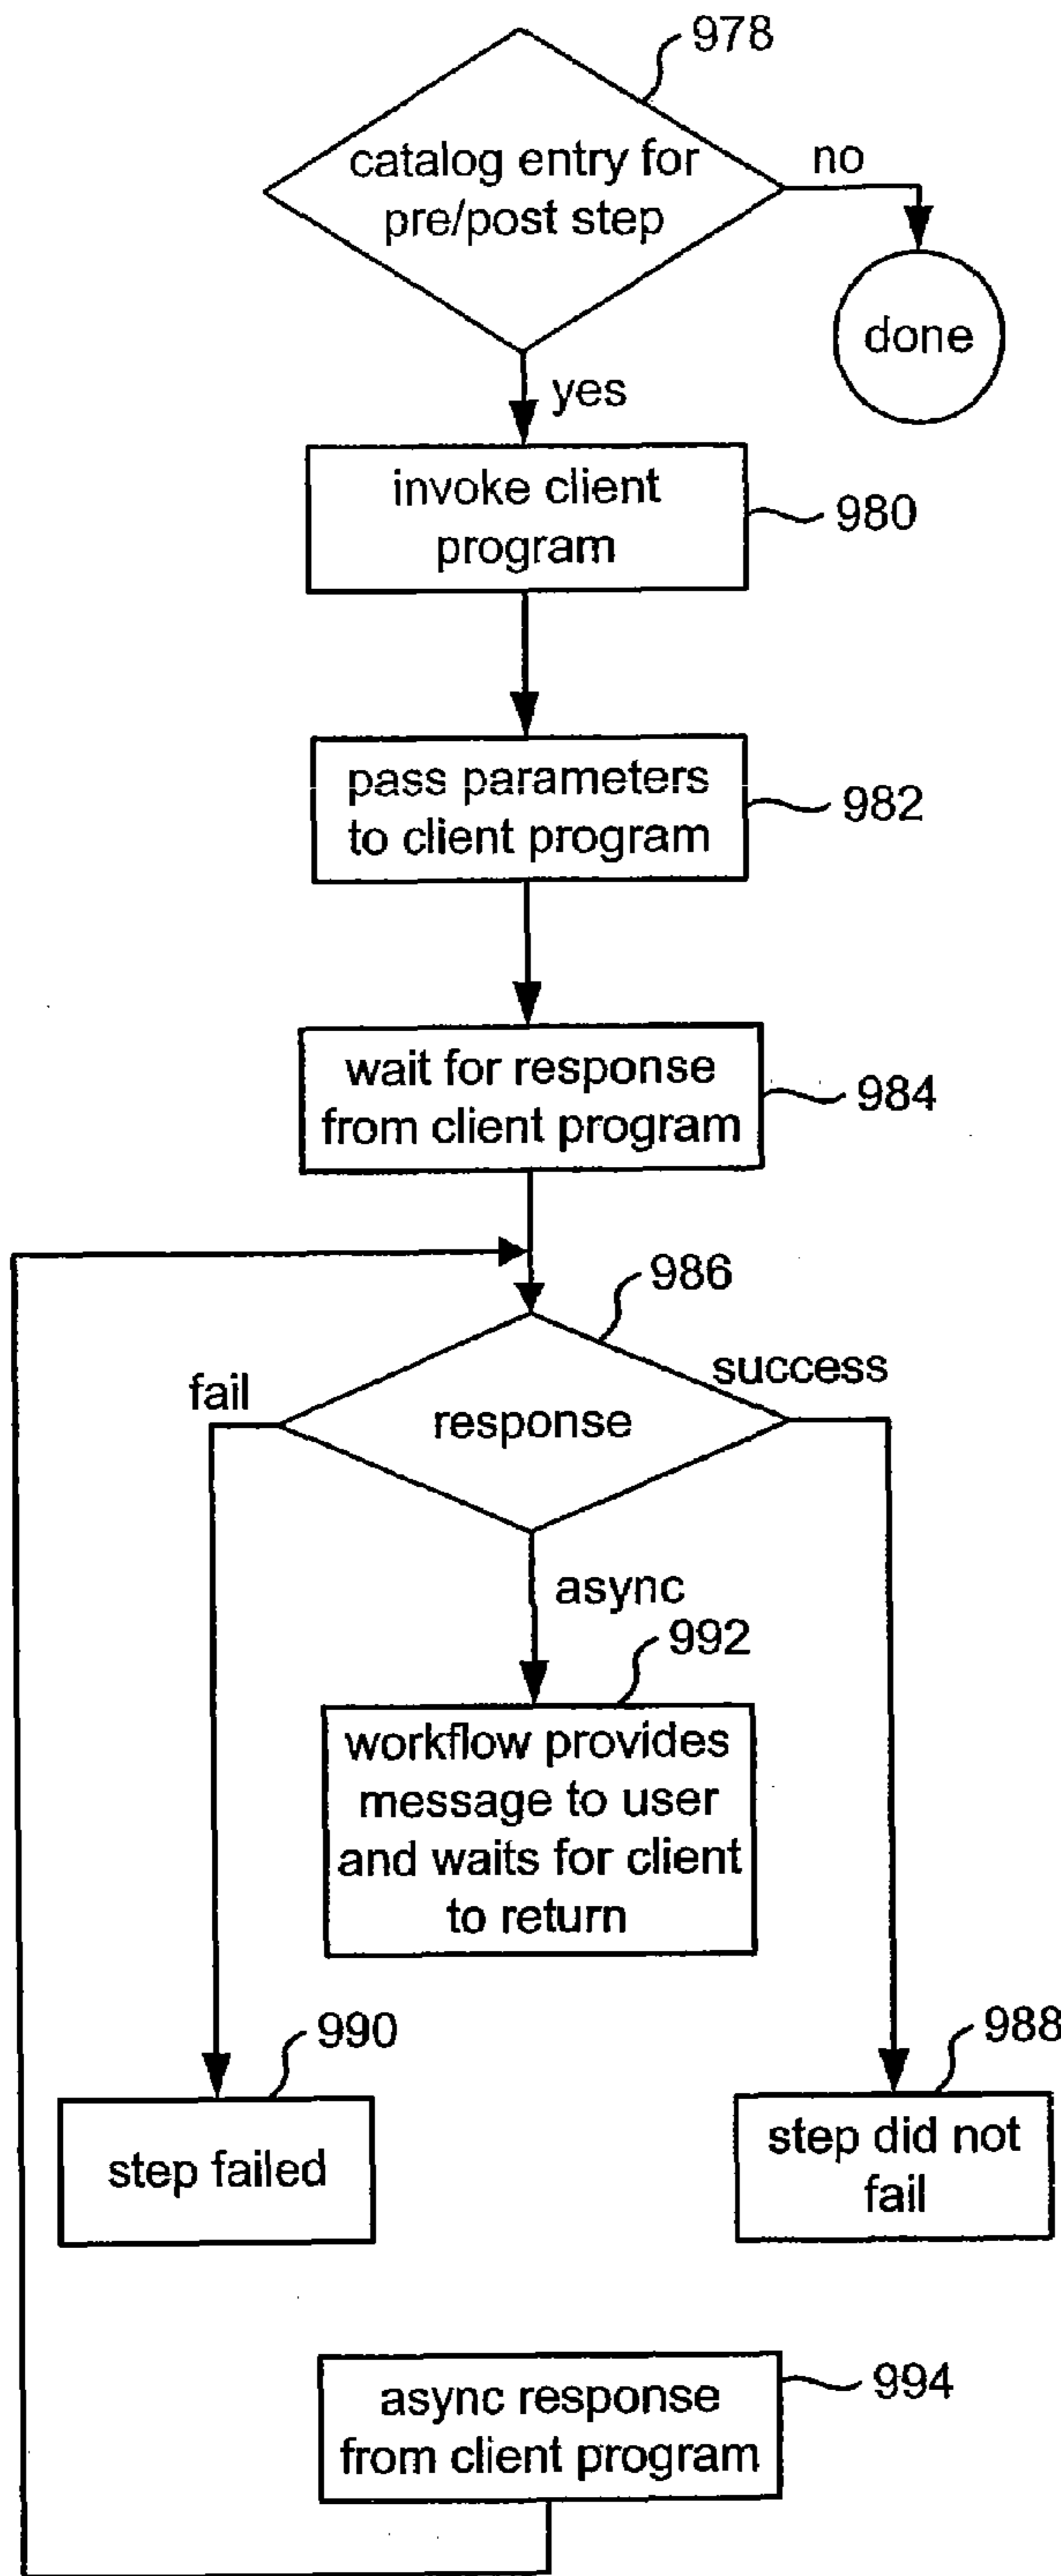 978
catalog entry for
pre/post step
no
done
yes
invoke client
program
980
pass parameters
to client program
982
wait for response
from client program
984
986
fail
success
response
async
992
workflow provides
message to user
and waits for client
to return
990
988
step failed
step did not
fail
async response
from client program
994